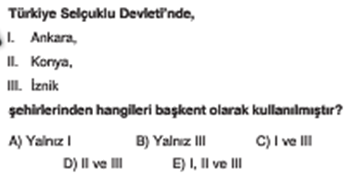 Türkiye Selçuklu Devleti'nde,
I. Ankara,
II. Konya,
III. İznik
şehirlerinden hangileri başkent olarak kullanılmıştır?
A) Yalnız I B) Yalnız III C) I ve III
D) II ve III E) I, II ve III